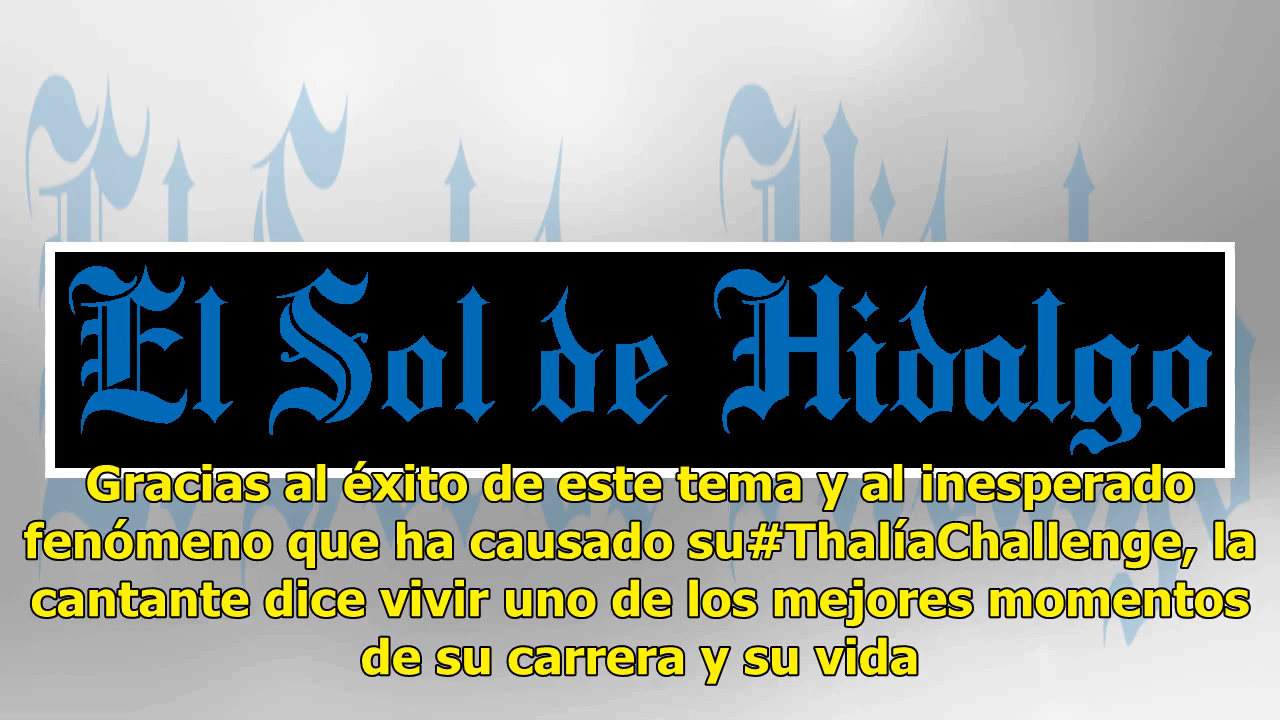 El Sol de Hidalgo
Gracias al éxito de este tema y al inesperado
fenómeno que ha causado su#ThalíaChallenge, la
cantante dice vivir uno de los mejores momentos
de su carrera y su vida